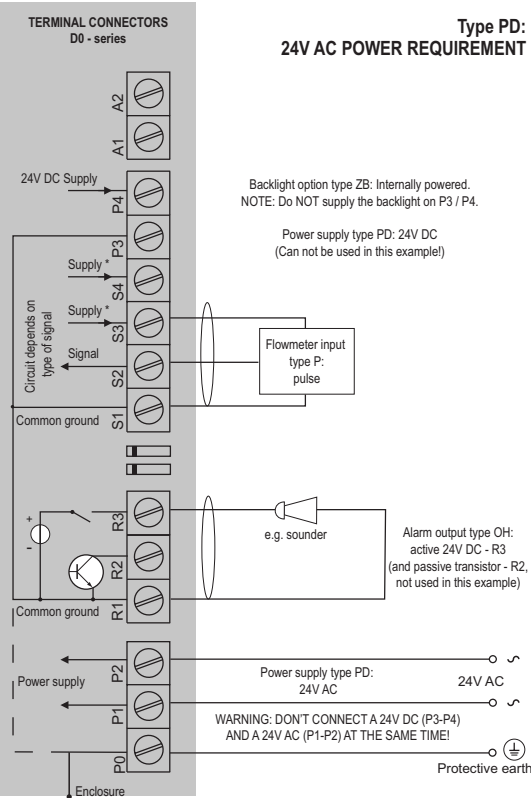 TERMINAL CONNECTORS
D0 - series
Type PD:
24V AC POWER REQUIREMENT
A2
A1
24V DC Supply
P4
Backlight option type ZB: Internally powered.
NOTE: Do NOT supply the backlight on P3 / P4.
P3
Power supply type PD: 24V DC
(Can not be used in this example!)
Supply *
S4
Supply *
S3
Circuit depends on
type of signal
Signal
S2
Flowmeter input
type P:
pulse
Common ground
S1
R3
+
-
e.g. sounder
Alarm output type OH:
active 24V DC - R3
(and passive transistor - R2,
not used in this example)
R2
Common ground
R1
P2
Power supply
Power supply type PD:
24V AC
24V AC
P1
WARNING: DON'T CONNECT A 24V DC (P3-P4)
AND A 24V AC (P1-P2) AT THE SAME TIME!
P0
Protective earth
Enclosure